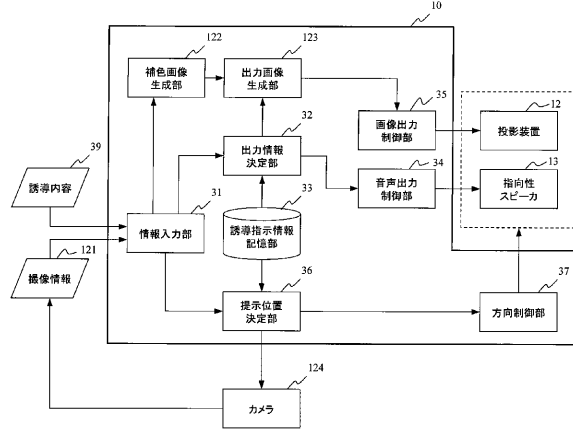 10
122
補色画像
生成部
123
出力画像
生成部
35
画像出力
制御部
12
投影装置
32
出力情報
決定部
34
音声出力
制御部
13
指向性
スピーカ
39
誘導内容
31
情報入力部
33
誘導指示情報
記憶部
121
撮像情報
36
提示位置
決定部
37
方向制御部
124
カメラ